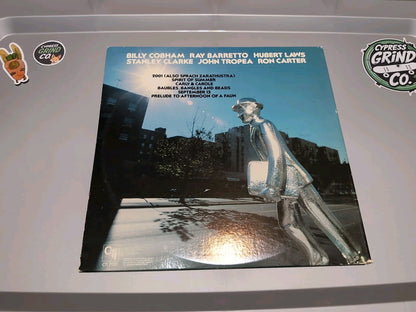 BILLY COBHAM RAY BARRETTO HUBERT LAWS
STANLEY CLARKE JOHN TROPEA RON CARTER
2001 (ALSO SPRACH ZARATHUSTRA)
SPIRIT OF SUMMER
CARLY & CAROLE
BAUBLES, BANGLES AND BEADS
SEPTEMBER 13
PRELUDE TO AFTERNOON OF A FAUN
CYPRESS
GRIND
CO.
CYPRESS
GRIND
CO.